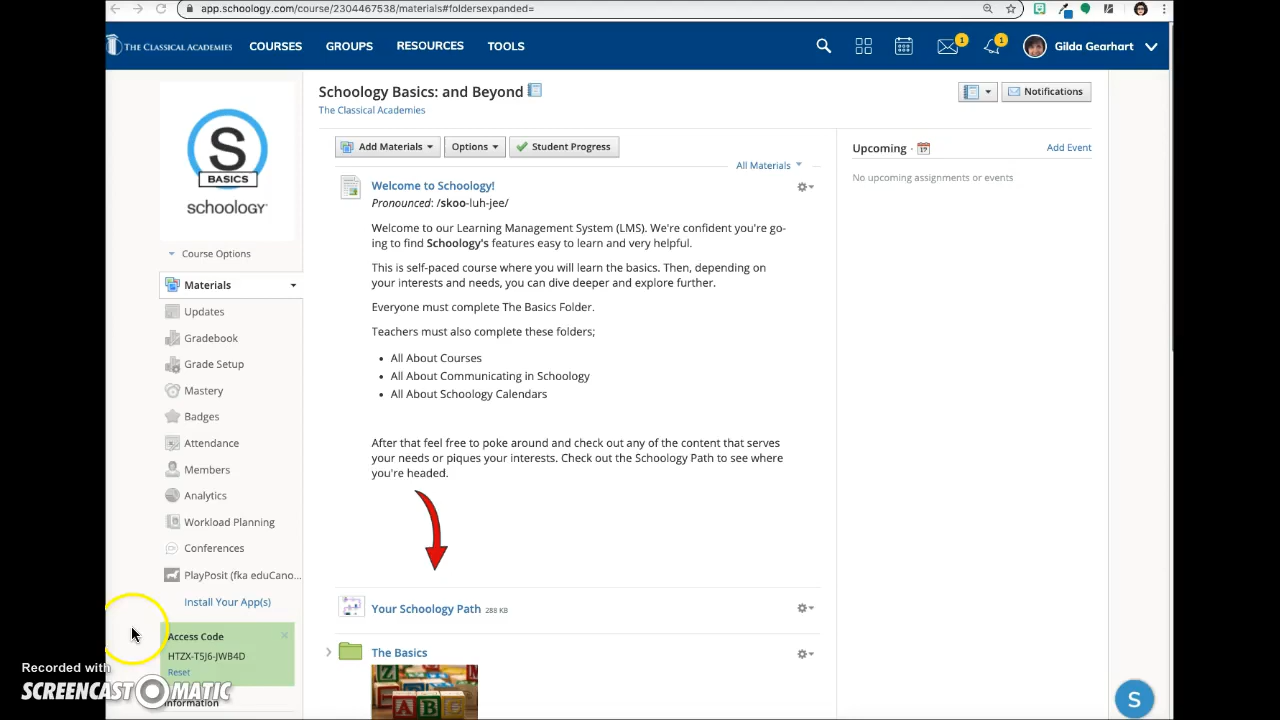 app.schoology.com/course/2304467538/materials#foldersexpanded=
THE CLASSICAL ACADEMIES COURSES GROUPS RESOURCES TOOLS 1 1 Gilda Gearhart
S
BASICS
schoology
Course Options
Materials
Updates
Gradebook
Grade Setup
Mastery
Badges
Attendance
Members
Analytics
Workload Planning
Conferences
PlayPosit (fka eduCano...
Install Your App(s)
Access Code
HTZX-T5J6-JWB4D
Reset
Information
Schoology Basics: and Beyond
The Classical Academies
Notifications
Add Materials Options Student Progress
All Materials
Welcome to Schoology!
Pronounced: /skoo-luh-jee/
Welcome to our Learning Management System (LMS). We're confident you're go-
ing to find Schoology's features easy to learn and very helpful.
This is self-paced course where you will learn the basics. Then, depending on
your interests and needs, you can dive deeper and explore further.
Everyone must complete The Basics Folder.
Teachers must also complete these folders;
• All About Courses
• All About Communicating in Schoology
• All About Schoology Calendars
After that feel free to poke around and check out any of the content that serves
your needs or piques your interests. Check out the Schoology Path to see where
you're headed.
Your Schoology Path 288 KB
The Basics
A B
Upcoming · Add Event
No upcoming assignments or events
S
Recorded with
SCREENCAST-O-MATIC